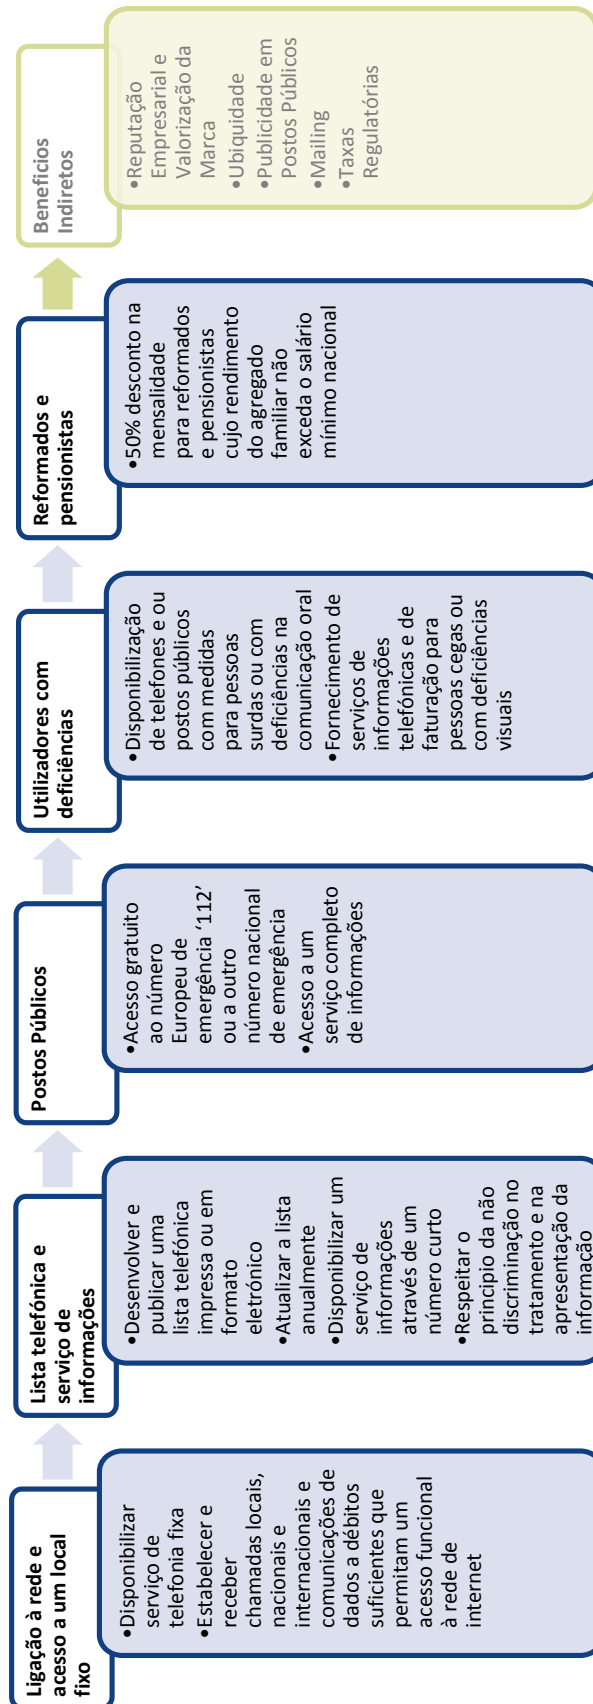 Ligação à rede e
acesso a um local
fixo
•Disponibilizar
serviço de
telefonia fixa
•Estabelecer e
receber
chamadas locais,
nacionais e
internacionais e
comunicações de
dados a débitos
suficientes que
permitam um
acesso funcional
à rede de
internet
Lista telefónica e
serviço de
informações
•Desenvolver e
publicar uma
lista telefónica
impressa ou em
formato
eletrónico
•Atualizar a lista
anualmente
•Disponibilizar um
serviço de
informações
através de um
número curto
•Respeitar o
principio da não
discriminação no
tratamento e na
apresentação da
informação
Postos Públicos
•Acesso gratuito
ao número
Europeu de
emergência ‘112’
ou a outro
número nacional
de emergência
•Acesso a um
serviço completo
de informações
Utilizadores com
deficiências
•Disponibilização
de telefones e ou
postos públicos
com medidas
para pessoas
surdas ou com
deficiências na
comunicação oral
•Fornecimento de
serviços de
informações
telefónicas e de
faturação para
pessoas cegas ou
com deficiências
visuais
Reformados e
pensionistas
•50% desconto na
mensalidade
para reformados
e pensionistas
cujo rendimento
do agregado
familiar não
exceda o salário
mínimo nacional
Beneficios
Indiretos
•Reputação
Empresarial e
Valorização da
Marca
•Ubiquidade
•Publicidade em
Postos Públicos
•Mailing
•Taxas
Regulatórias